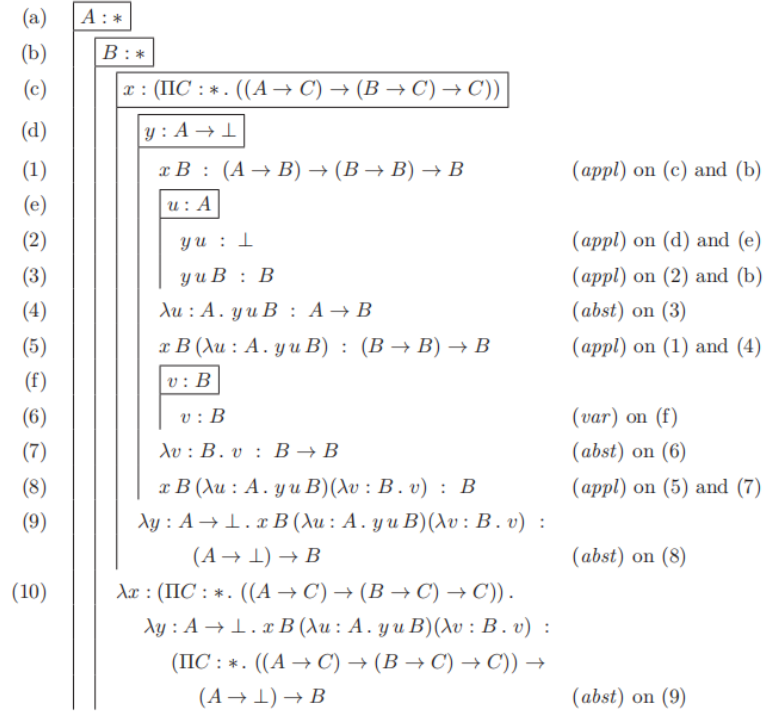 (a) A : ∗
(b) B : ∗
(c) x : (ΠC : ∗. ((A → C) → (B → C) → C))
(d) y : A → ⊥
(1) x B : (A → B) → (B → B) → B (appl) on (c) and (b)
(e) u : A
(2) y u : ⊥ (appl) on (d) and (e)
(3) y u B : B (appl) on (2) and (b)
(4) λu : A . y u B : A → B (abst) on (3)
(5) x B (λu : A . y u B) : (B → B) → B (appl) on (1) and (4)
(f) v : B
(6) v : B (var) on (f)
(7) λv : B . v : B → B (abst) on (6)
(8) x B (λu : A . y u B)(λv : B . v) : B (appl) on (5) and (7)
(9) λy : A → ⊥ . x B (λu : A . y u B)(λv : B . v) :
(A → ⊥) → B (abst) on (8)
(10) λx : (ΠC : ∗. ((A → C) → (B → C) → C)) .
λy : A → ⊥ . x B (λu : A . y u B)(λv : B . v) :
(ΠC : ∗. ((A → C) → (B → C) → C)) →
(A → ⊥) → B (abst) on (9)